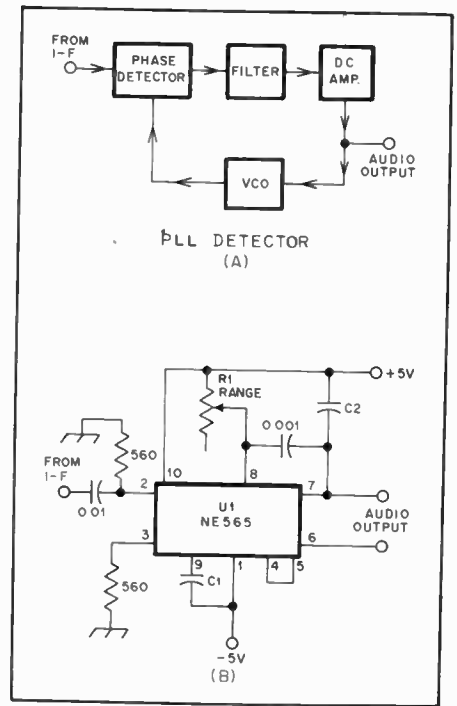 FROM
I-F
PHASE
DETECTOR
FILTER
DC
AMP.
AUDIO
OUTPUT
VCO
PLL DETECTOR
(A)
+5V
R1
RANGE
C2
0.001
560
FROM
I-F
0.01
10
8
2
7
AUDIO
OUTPUT
U1
NE565
3
6
9
1
4
5
560
C1
-5V
(B)